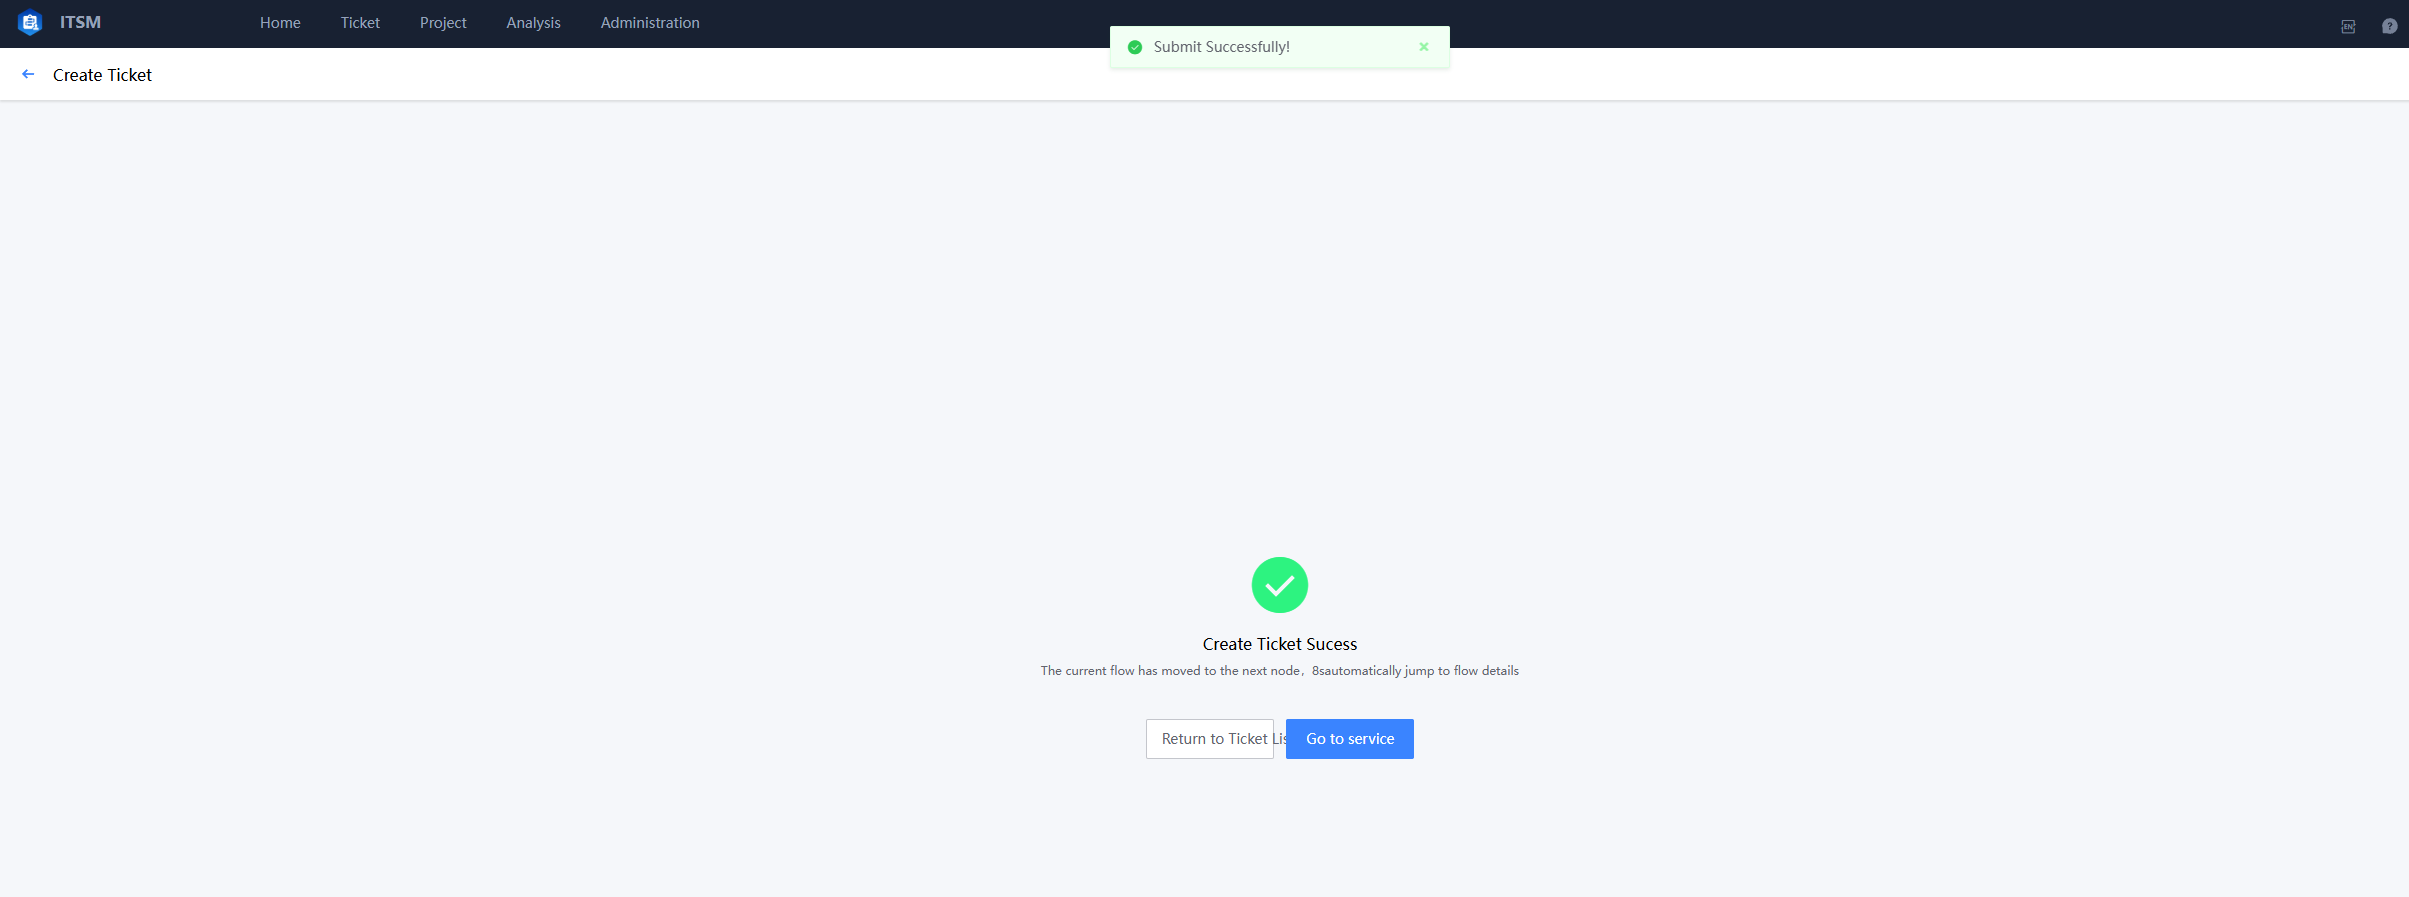 ITSM
Home Ticket Project Analysis Administration
EN
?
Submit Successfully!
Create Ticket
Create Ticket Sucess
The current flow has moved to the next node，8sautomatically jump to flow details
Return to Ticket Lis
Go to service